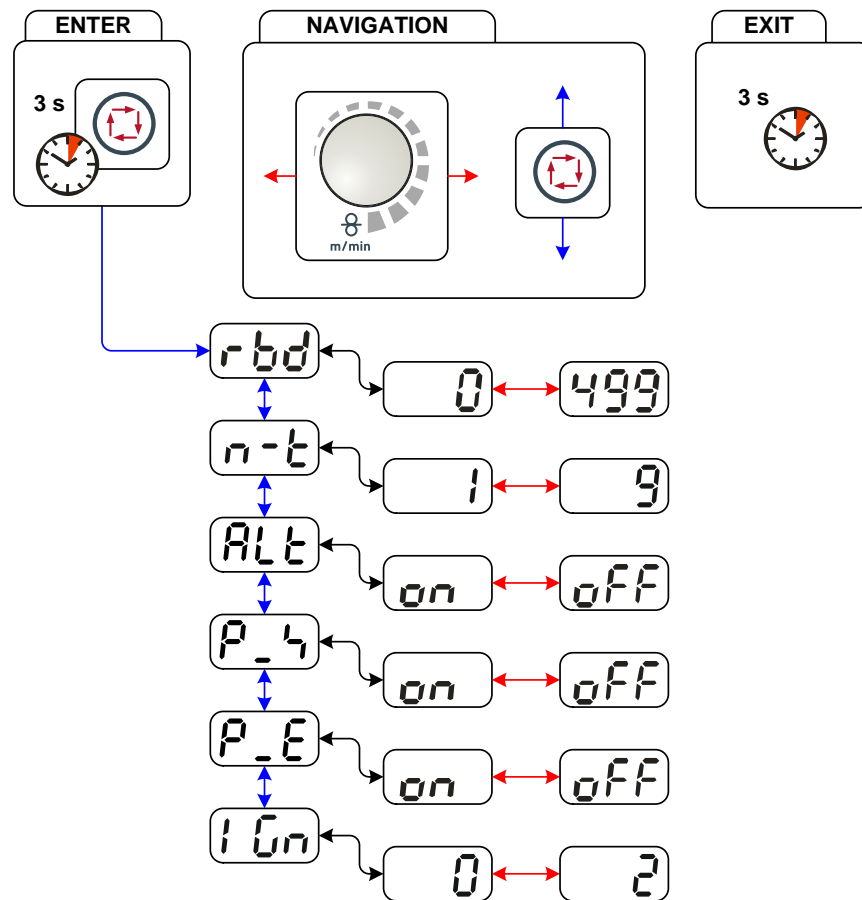 ENTER
NAVIGATION
EXIT
3 s
3 s
m/min
rbd
0
499
n-t
1
9
ALt
on
oFF
P_4
on
oFF
P_E
on
oFF
IGn
0
2